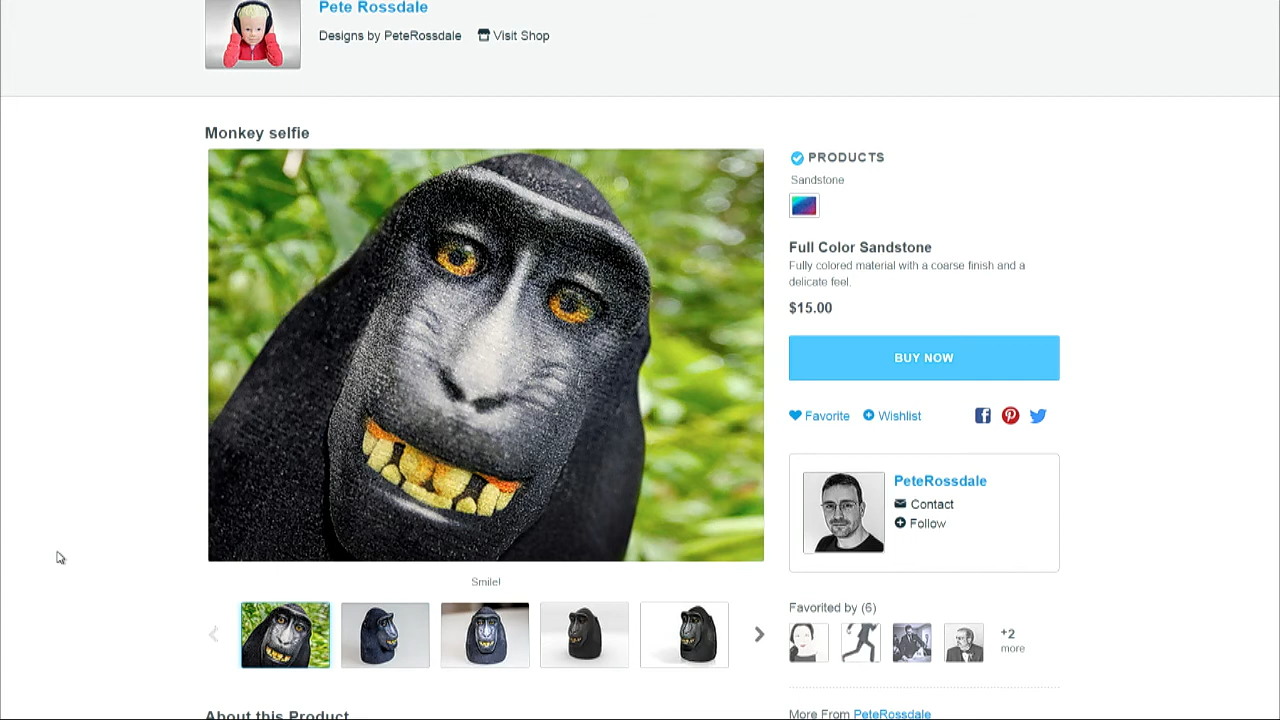 Pete Rossdale
Designs by PeteRossdale Visit Shop
Monkey selfie
PRODUCTS
Sandstone
Full Color Sandstone
Fully colored material with a coarse finish and a
delicate feel.
$15.00
BUY NOW
Favorite Wishlist
PeteRossdale
Contact
Follow
Smile!
Favorited by (6)
+2
more
About this Product
More From PeteRossdale